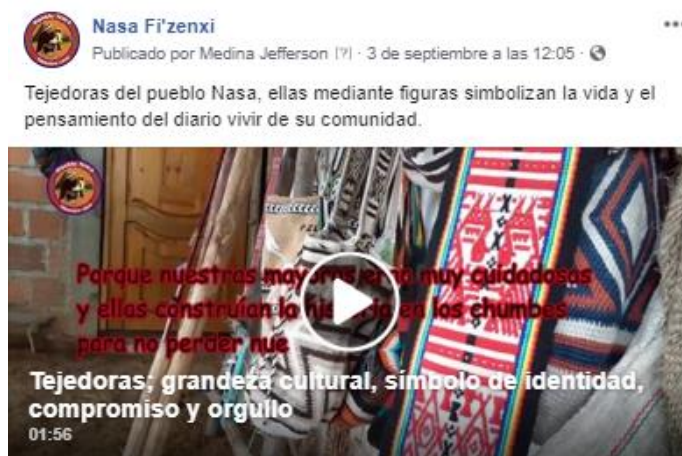 Nasa Fi'zenxi
Publicado por Medina Jefferson [?] · 3 de septiembre a las 12:05 ·
Tejedoras del pueblo Nasa, ellas mediante figuras simbolizan la vida y el
pensamiento del diario vivir de su comunidad.
Porque nuestras mayoras eran muy cuidadosas
y ellas construían la historia en los chumbes
para no perder nue
Tejedoras; grandeza cultural, símbolo de identidad,
compromiso y orgullo
01:56